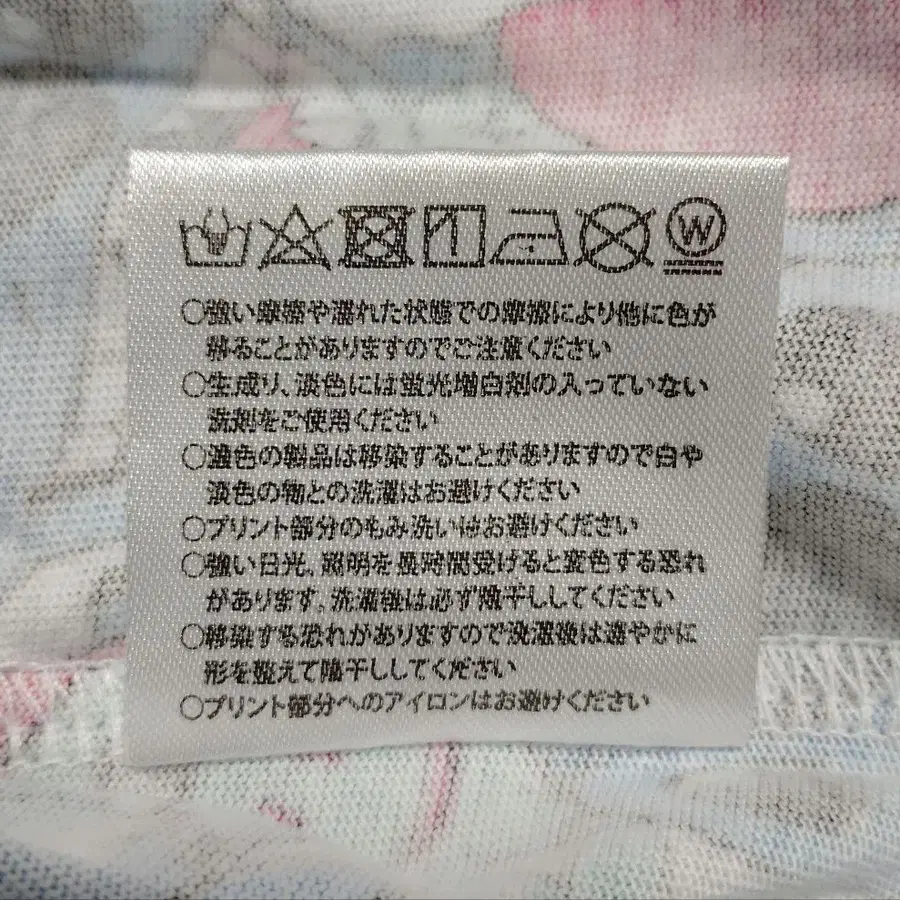 W
○強い摩擦や濡れた状態での摩擦により他に色が
移ることがありますのでご注意ください
○生成り、淡色には蛍光増白剤の入っていない
洗剤をご使用ください
○濃色の製品は移染することがありますので白や
淡色の物との洗濯はお避けください
○プリント部分のもみ洗いはお避けください
○強い日光、照明を長時間受けると変色する恐れ
があります。洗濯後は必ず陰干ししてください
○移染する恐れがありますので洗濯後は速やかに
形を整えて陰干ししてください
○プリント部分へのアイロンはお避けください